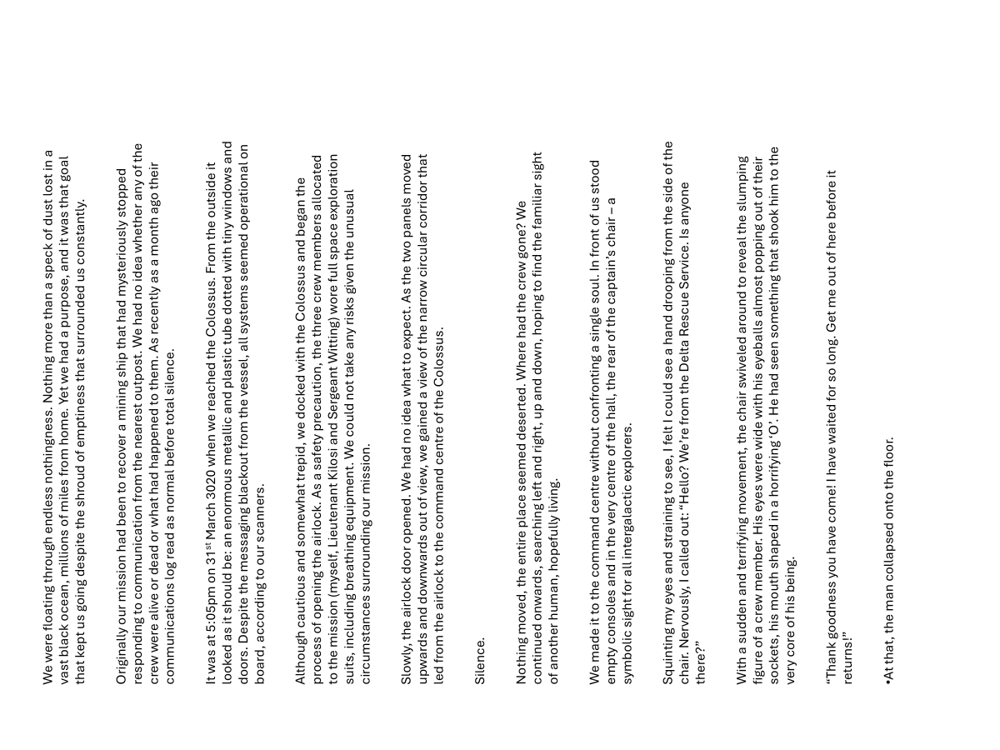 We were floating through endless nothingness. Nothing more than a speck of dust lost in a
vast black ocean, millions of miles from home. Yet we had a purpose, and it was that goal
that kept us going despite the shroud of emptiness that surrounded us constantly.
Originally our mission had been to recover a mining ship that had mysteriously stopped
responding to communication from the nearest outpost. We had no idea whether any of the
crew were alive or dead or what had happened to them. As recently as a month ago their
communications log read as normal before total silence.
It was at 5:05pm on 31st March 3020 when we reached the Colossus. From the outside it
looked as it should be: an enormous metallic and plastic tube dotted with tiny windows and
doors. Despite the messaging blackout from the vessel, all systems seemed operational on
board, according to our scanners.
Although cautious and somewhat trepid, we docked with the Colossus and began the
process of opening the airlock. As a safety precaution, the three crew members allocated
to the mission (myself, Lieutenant Kilosi and Sergeant Witting) wore full space exploration
suits, including breathing equipment. We could not take any risks given the unusual
circumstances surrounding our mission.
Slowly, the airlock door opened. We had no idea what to expect. As the two panels moved
upwards and downwards out of view, we gained a view of the narrow circular corridor that
led from the airlock to the command centre of the Colossus.
Silence.
Nothing moved, the entire place seemed deserted. Where had the crew gone? We
continued onwards, searching left and right, up and down, hoping to find the familiar sight
of another human, hopefully living.
We made it to the command centre without confronting a single soul. In front of us stood
empty consoles and in the very centre of the hall, the rear of the captain’s chair – a
symbolic sight for all intergalactic explorers.
Squinting my eyes and straining to see, I felt I could see a hand drooping from the side of the
chair. Nervously, I called out: “Hello? We’re from the Delta Rescue Service. Is anyone
there?”
With a sudden and terrifying movement, the chair swiveled around to reveal the slumping
figure of a crew member. His eyes were wide with his eyeballs almost popping out of their
sockets, his mouth shaped in a horrifying ‘O’. He had seen something that shook him to the
very core of his being.
“Thank goodness you have come! I have waited for so long. Get me out of here before it
returns!”
•At that, the man collapsed onto the floor.